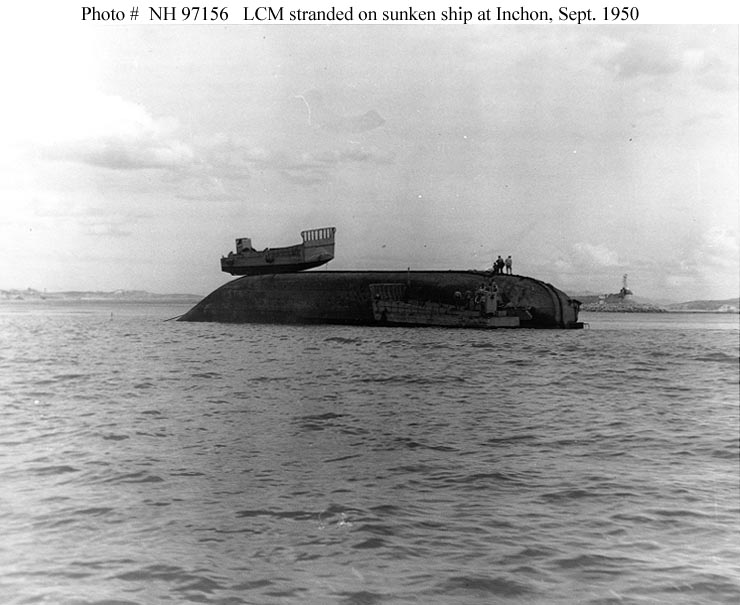 Photo # NH 97156 LCM stranded on sunken ship at Inchon, Sept. 1950